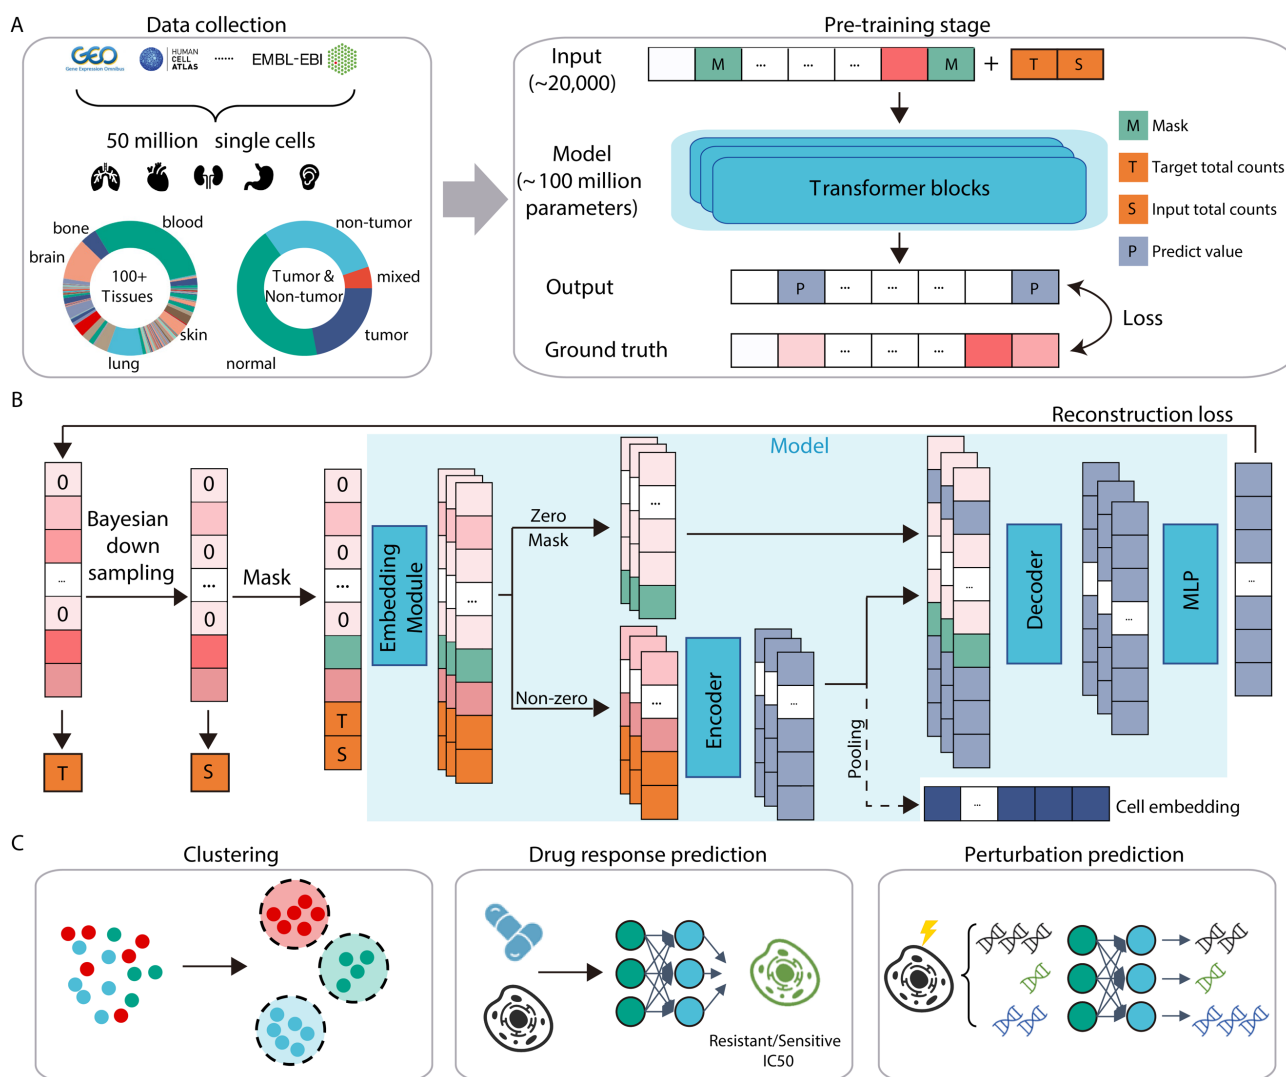 A
Data collection
GEO
Gene Expression Omnibus
HUMAN
CELL
ATLAS
......
EMBL-EBI
50 million single cells
bone
blood
brain
100+
Tissues
skin
lung
non-tumor
mixed
Tumor &
Non-tumor
tumor
normal
Pre-training stage
Input
(~20,000)
M ... ... ... M + T S
Model
(~100 million
parameters)
Transformer blocks
M Mask
T Target total counts
S Input total counts
P Predict value
Output
P ... ... ... P
Loss
Ground truth
... ... ...
B
Reconstruction loss
Model
0
...
0
T
Bayesian
down
sampling
0
0
...
0
S
Mask
0
0
...
0
T
S
Embedding
Module
...
Zero
Mask
Non-zero
...
...
Encoder
...
Pooling
...
Cell embedding
...
Decoder
...
MLP
...
C
Clustering
Drug response prediction
Resistant/Sensitive
IC50
Perturbation prediction